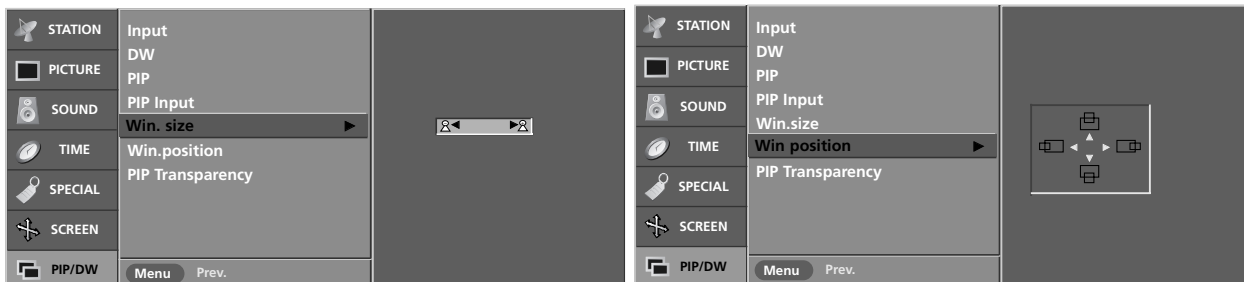 STATION
PICTURE
SOUND
TIME
SPECIAL
SCREEN
PIP/DW
Input
DW
PIP
PIP Input
Win. size
Win.position
PIP Transparency
Menu Prev.
STATION
PICTURE
SOUND
TIME
SPECIAL
SCREEN
PIP/DW
Input
DW
PIP
PIP Input
Win.size
Win position
PIP Transparency
Menu Prev.